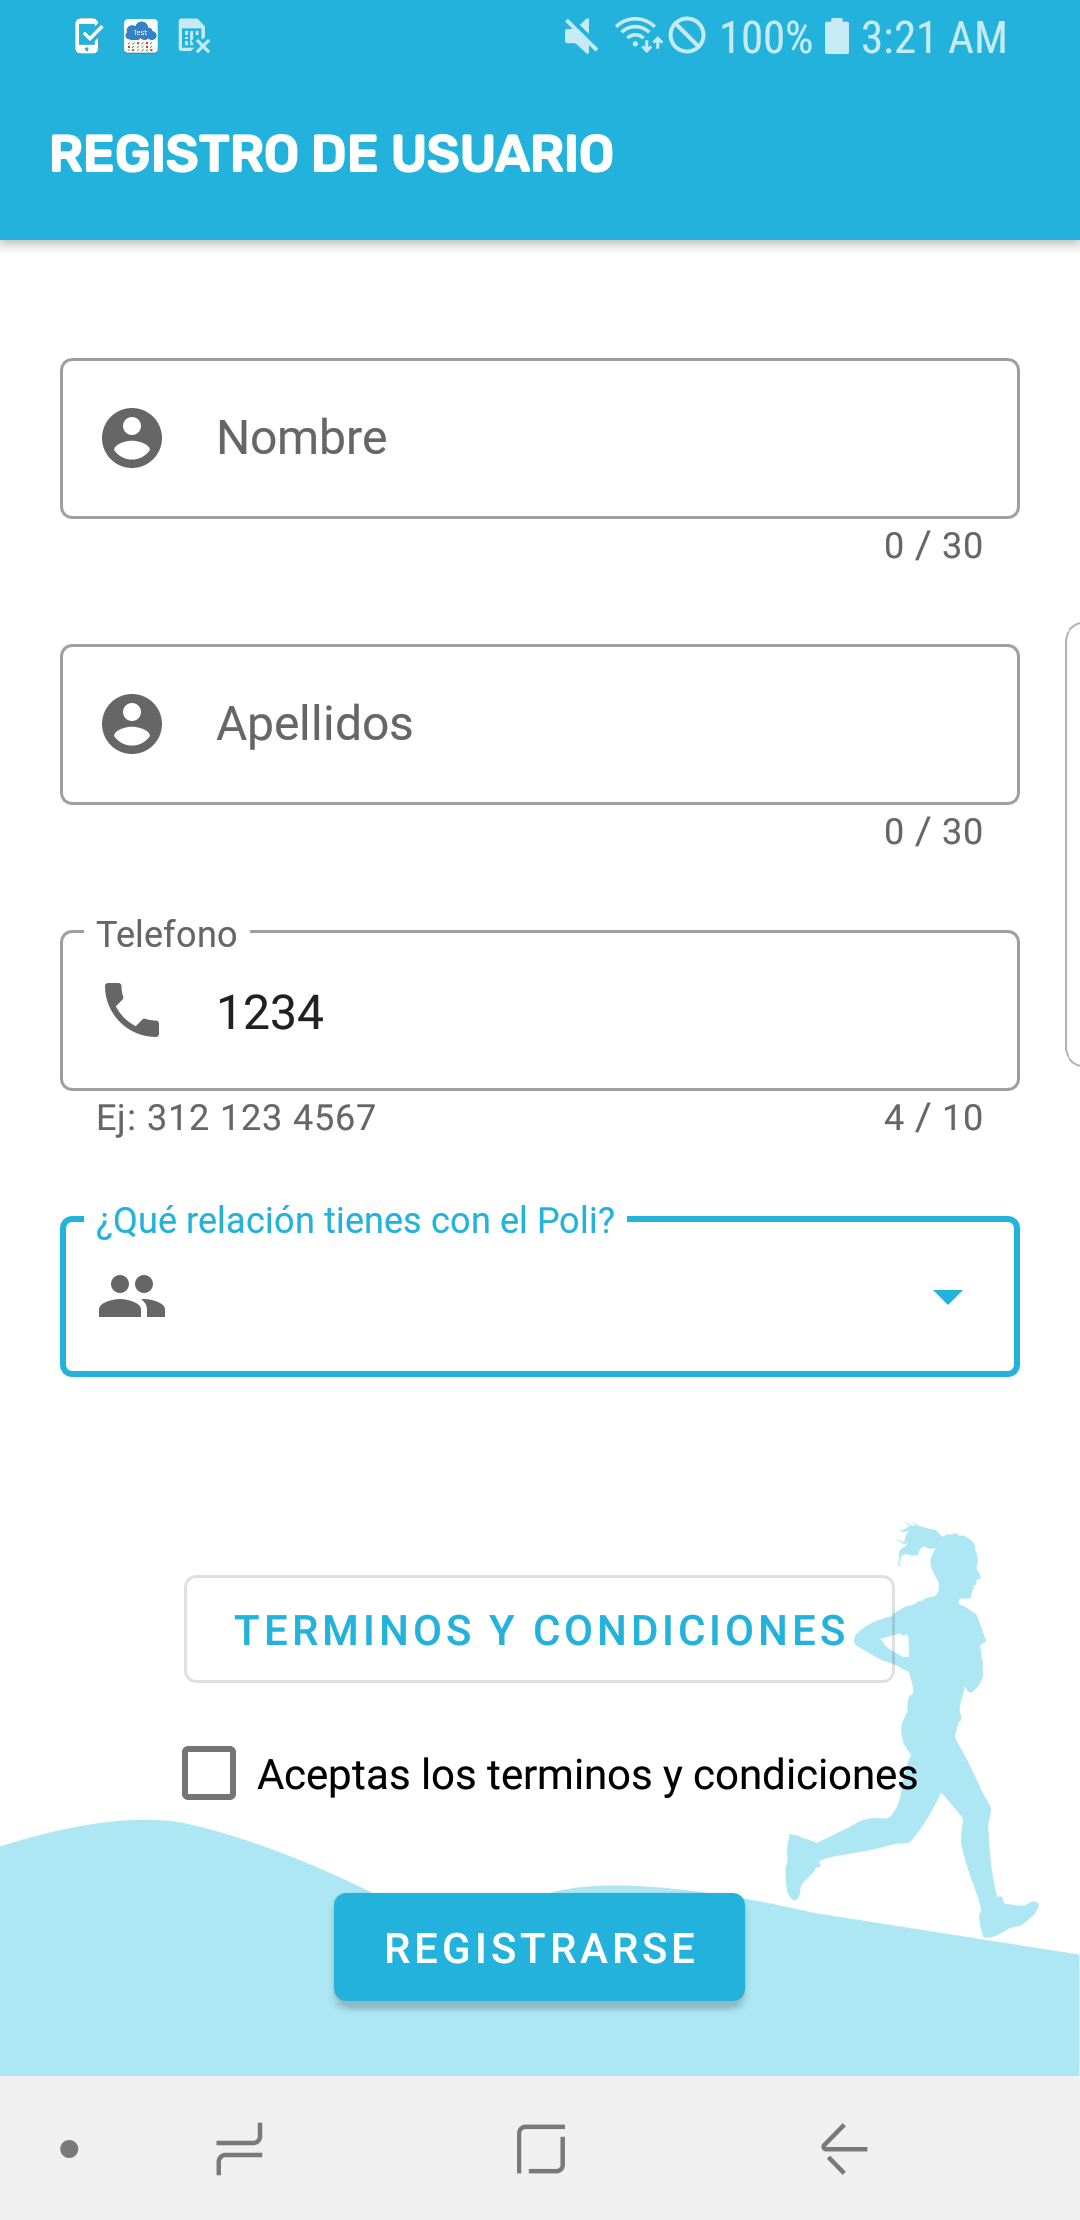 Test
100% 3:21 AM
REGISTRO DE USUARIO
Nombre
0 / 30
Apellidos
0 / 30
Telefono
1234
Ej: 312 123 4567 4 / 10
¿Qué relación tienes con el Poli?
TERMINOS Y CONDICIONES
Aceptas los terminos y condiciones
REGISTRARSE